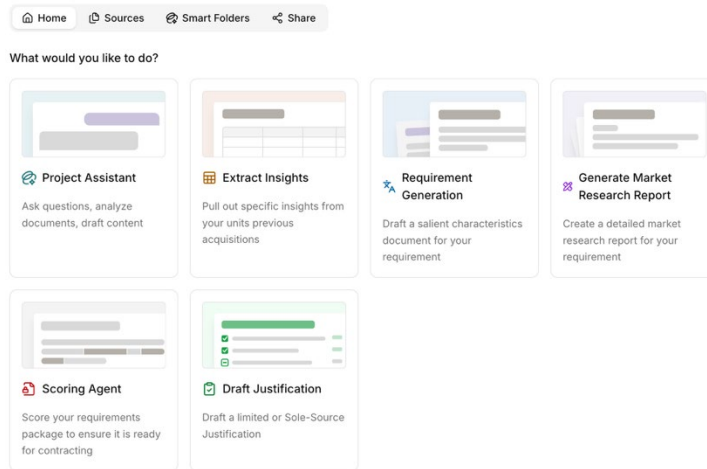 Home Sources Smart Folders Share
What would you like to do?
Project Assistant
Ask questions, analyze
documents, draft content
Extract Insights
Pull out specific insights from
your units previous
acquisitions
Requirement
Generation
Draft a salient characteristics
document for your
requirement
Generate Market
Research Report
Create a detailed market
research report for your
requirement
Scoring Agent
Score your requirements
package to ensure it is ready
for contracting
Draft Justification
Draft a limited or Sole-Source
Justification